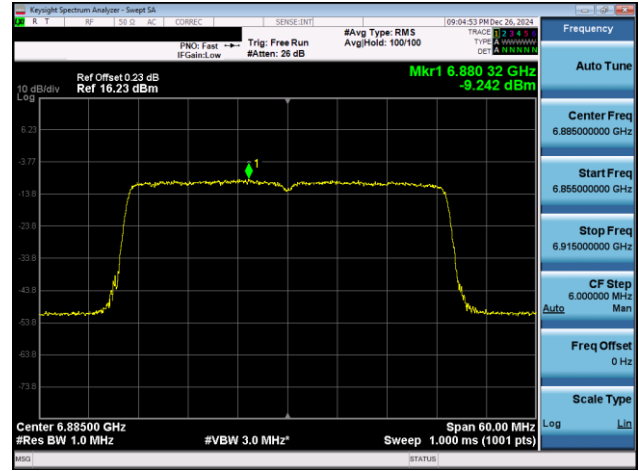 Keysight Spectrum Analyzer - Swept SA
R T RF 50 Ω AC CORREC SENSE:INT 09:04:53 PM Dec 26, 2024
PNO: Fast
IFGain:Low
Trig: Free Run
#Atten: 26 dB
#Avg Type: RMS
Avg|Hold: 100/100
TRACE 1 2 3 4 5 6
TYPE A WWWWW
DET A N N N N N
Ref Offset 0.23 dB
10 dB/div Ref 16.23 dBm
Log
Mkr1 6.880 32 GHz
-9.242 dBm
1
6.23
-3.77
-13.8
-23.8
-33.8
-43.8
-53.8
-63.8
-73.8
Center 6.88500 GHz Span 60.00 MHz
#Res BW 1.0 MHz #VBW 3.0 MHz* Sweep 1.000 ms (1001 pts)
MSG STATUS
Frequency
Auto Tune
Center Freq
6.885000000 GHz
Start Freq
6.855000000 GHz
Stop Freq
6.915000000 GHz
CF Step
6.000000 MHz
Auto Man
Freq Offset
0 Hz
Scale Type
Log Lin